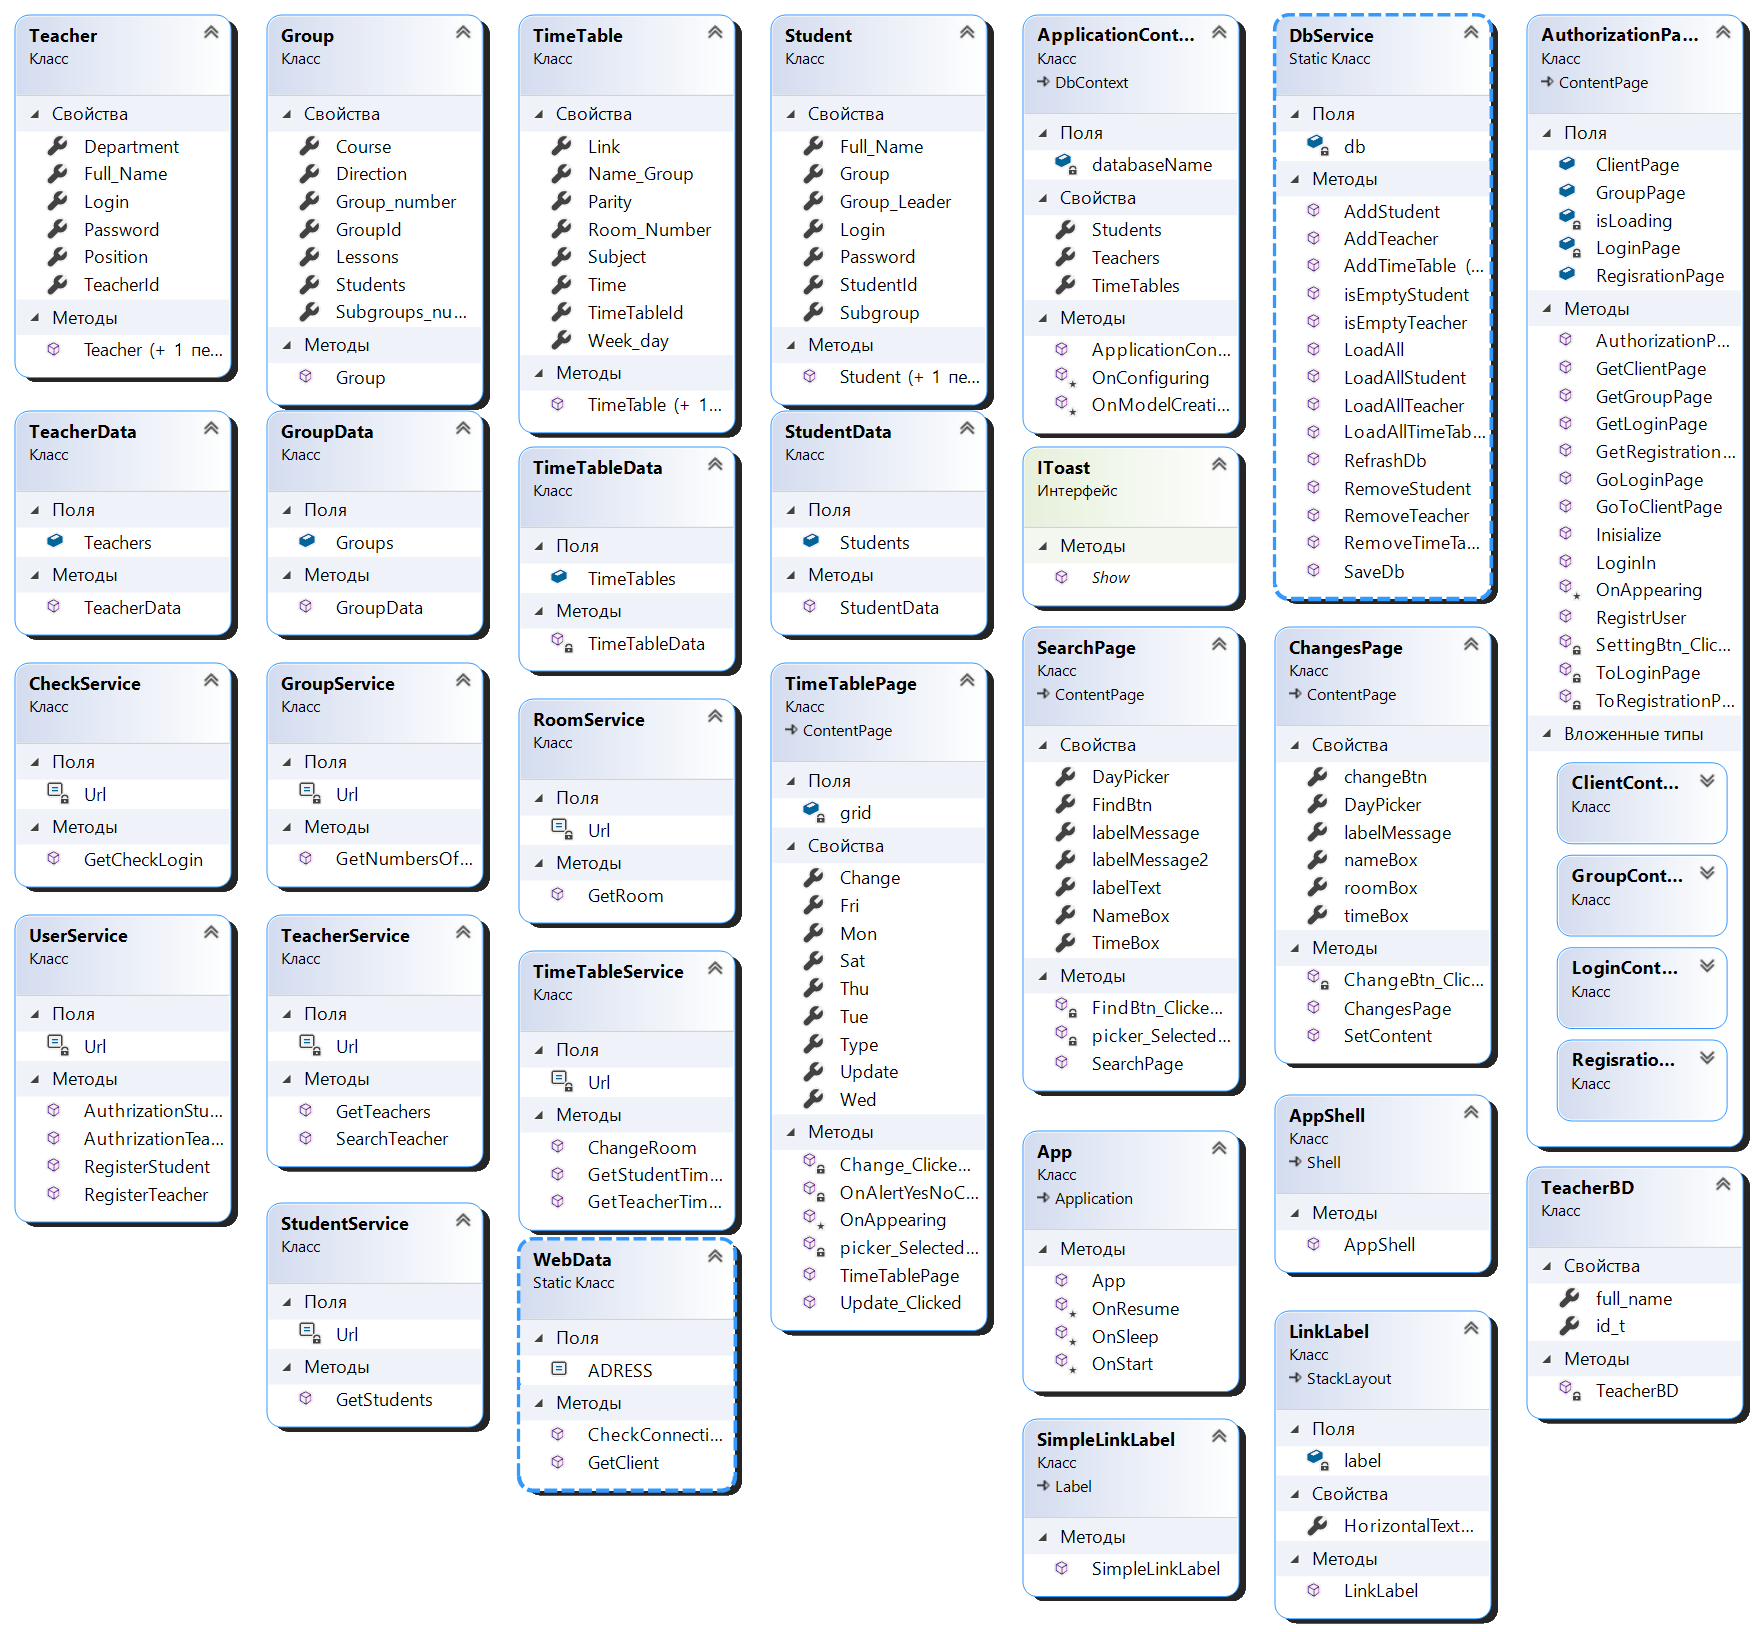 Teacher
Класс
Свойства
Department
Full_Name
Login
Password
Position
TeacherId
Методы
Teacher (+ 1 пе...
TeacherData
Класс
Поля
Teachers
Методы
TeacherData
CheckService
Класс
Поля
Url
Методы
GetCheckLogin
UserService
Класс
Поля
Url
Методы
AuthrizationStu...
AuthrizationTea...
RegisterStudent
RegisterTeacher
Group
Класс
Свойства
Course
Direction
Group_number
GroupId
Lessons
Students
Subgroups_nu...
Методы
Group
GroupData
Класс
Поля
Groups
Методы
GroupData
GroupService
Класс
Поля
Url
Методы
GetNumbersOf...
TeacherService
Класс
Поля
Url
Методы
GetTeachers
SearchTeacher
StudentService
Класс
Поля
Url
Методы
GetStudents
TimeTable
Класс
Свойства
Link
Name_Group
Parity
Room_Number
Subject
Time
TimeTableId
Week_day
Методы
TimeTable (+ 1...
TimeTableData
Класс
Поля
TimeTables
Методы
TimeTableData
RoomService
Класс
Поля
Url
Методы
GetRoom
TimeTableService
Класс
Поля
Url
Методы
ChangeRoom
GetStudentTim...
GetTeacherTim...
WebData
Static Класс
Поля
ADRESS
Методы
CheckConnecti...
GetClient
Student
Класс
Свойства
Full_Name
Group
Group_Leader
Login
Password
StudentId
Subgroup
Методы
Student (+ 1 пе...
StudentData
Класс
Поля
Students
Методы
StudentData
TimeTablePage
Класс
ContentPage
Поля
grid
Свойства
Change
Fri
Mon
Sat
Thu
Tue
Type
Update
Wed
Методы
Change_Clicke...
OnAlertYesNoC...
OnAppearing
picker_Selected...
TimeTablePage
Update_Clicked
ApplicationCont...
Класс
DbContext
Поля
databaseName
Свойства
Students
Teachers
TimeTables
Методы
ApplicationCon...
OnConfiguring
OnModelCreati...
IToast
Интерфейс
Методы
Show
SearchPage
Класс
ContentPage
Свойства
DayPicker
FindBtn
labelMessage
labelMessage2
labelText
NameBox
TimeBox
Методы
FindBtn_Clicke...
picker_Selected...
SearchPage
App
Класс
Application
Методы
App
OnResume
OnSleep
OnStart
SimpleLinkLabel
Класс
Label
Методы
SimpleLinkLabel
DbService
Static Класс
Поля
db
Методы
AddStudent
AddTeacher
AddTimeTable (...
isEmptyStudent
isEmptyTeacher
LoadAll
LoadAllStudent
LoadAllTeacher
LoadAllTimeTab...
RefrashDb
RemoveStudent
RemoveTeacher
RemoveTimeTa...
SaveDb
ChangesPage
Класс
ContentPage
Свойства
changeBtn
DayPicker
labelMessage
nameBox
roomBox
timeBox
Методы
ChangeBtn_Clic...
ChangesPage
SetContent
AppShell
Класс
Shell
Методы
AppShell
LinkLabel
Класс
StackLayout
Поля
label
Свойства
HorizontalText...
Методы
LinkLabel
AuthorizationPa...
Класс
ContentPage
Поля
ClientPage
GroupPage
isLoading
LoginPage
RegisrationPage
Методы
AuthorizationP...
GetClientPage
GetGroupPage
GetLoginPage
GetRegistration...
GoLoginPage
GoToClientPage
Inisialize
LoginIn
OnAppearing
RegistrUser
SettingBtn_Clic...
ToLoginPage
ToRegistrationP...
Вложенные типы
ClientCont...
Класс
GroupCont...
Класс
LoginCont...
Класс
Regisratio...
Класс
TeacherBD
Класс
Свойства
full_name
id_t
Методы
TeacherBD